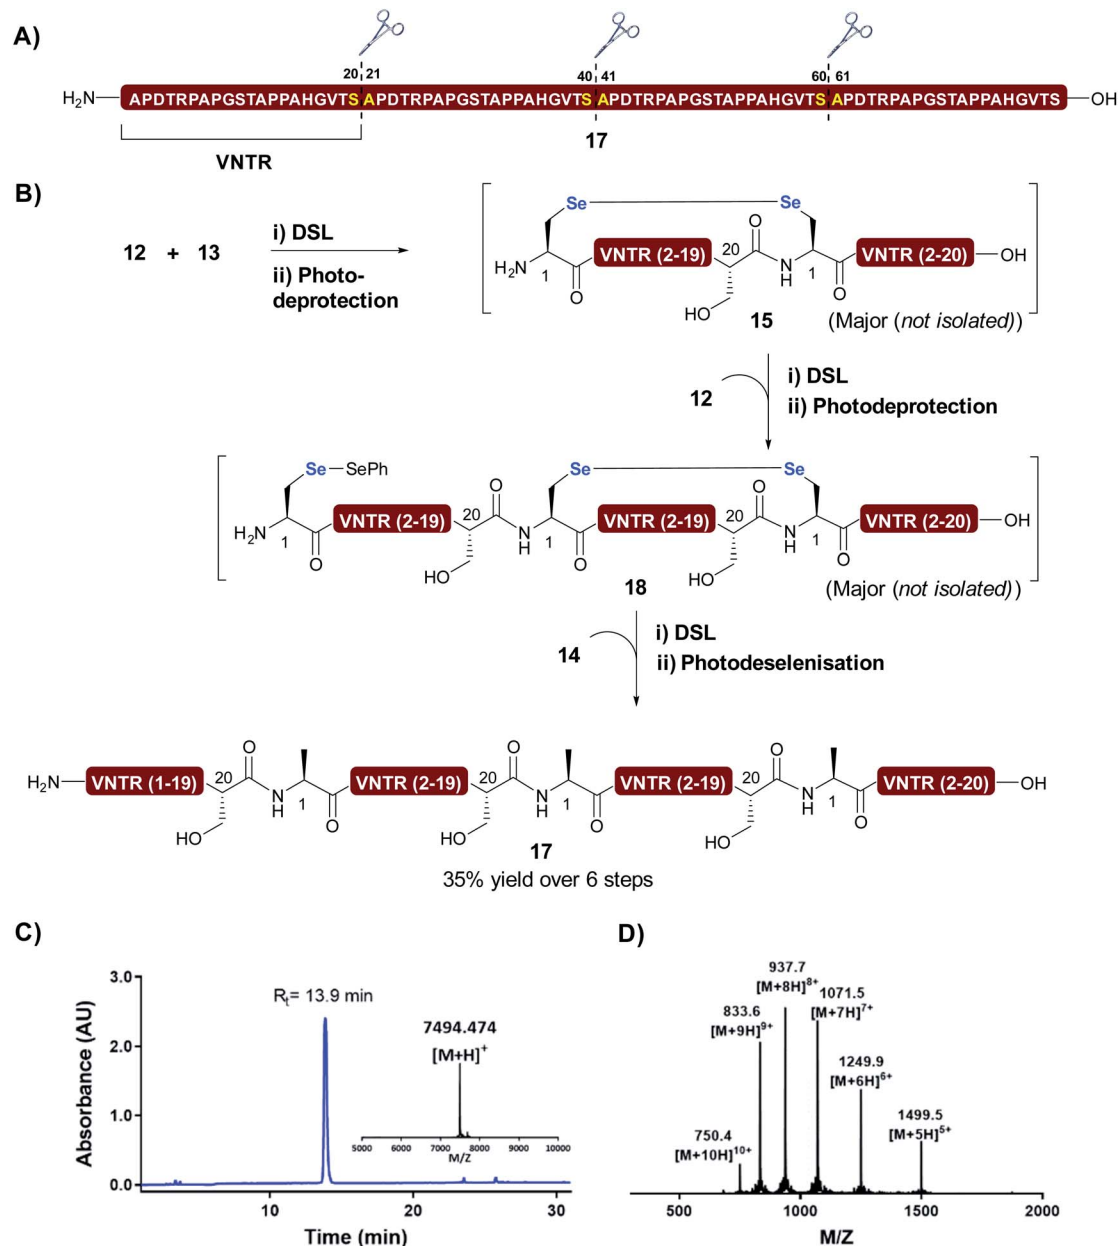 A)
20 21
40 41
60 61
H₂N—APDTRPAPGSTAPPAHGVTSAPDTRPAPGSTAPPAHGVTSAPDTRPAPGSTAPPAHGVTSAPDTRPAPGSTAPPAHGVTS—OH
VNTR
17
B)
12 + 13
i) DSL
ii) Photo-
deprotection
Se Se
H₂N 1 O VNTR (2-19) 20 HO O N H 1 O VNTR (2-20) OH
15
(Major (not isolated))
12
i) DSL
ii) Photodeprotection
Se—SePh Se Se
H₂N 1 O VNTR (2-19) 20 HO O N H 1 O VNTR (2-19) 20 HO O N H 1 O VNTR (2-20) OH
18
(Major (not isolated))
14
i) DSL
ii) Photodeselenisation
H₂N VNTR (1-19) 20 HO O N H 1 O VNTR (2-19) 20 HO O N H 1 O VNTR (2-19) 20 HO O N H 1 O VNTR (2-20) OH
17
35% yield over 6 steps
C)
Absorbance (AU)
3.0
2.0
1.0
0.0
Rₜ= 13.9 min
7494.474
[M+H]⁺
5000 6000 7000 8000 9000 10000
M/Z
10 20 30
Time (min)
D)
937.7
[M+8H]⁸⁺
1071.5
[M+7H]⁷⁺
833.6
[M+9H]⁹⁺
1249.9
[M+6H]⁶⁺
1499.5
[M+5H]⁵⁺
750.4
[M+10H]¹⁰⁺
500 1000 1500 2000
M/Z